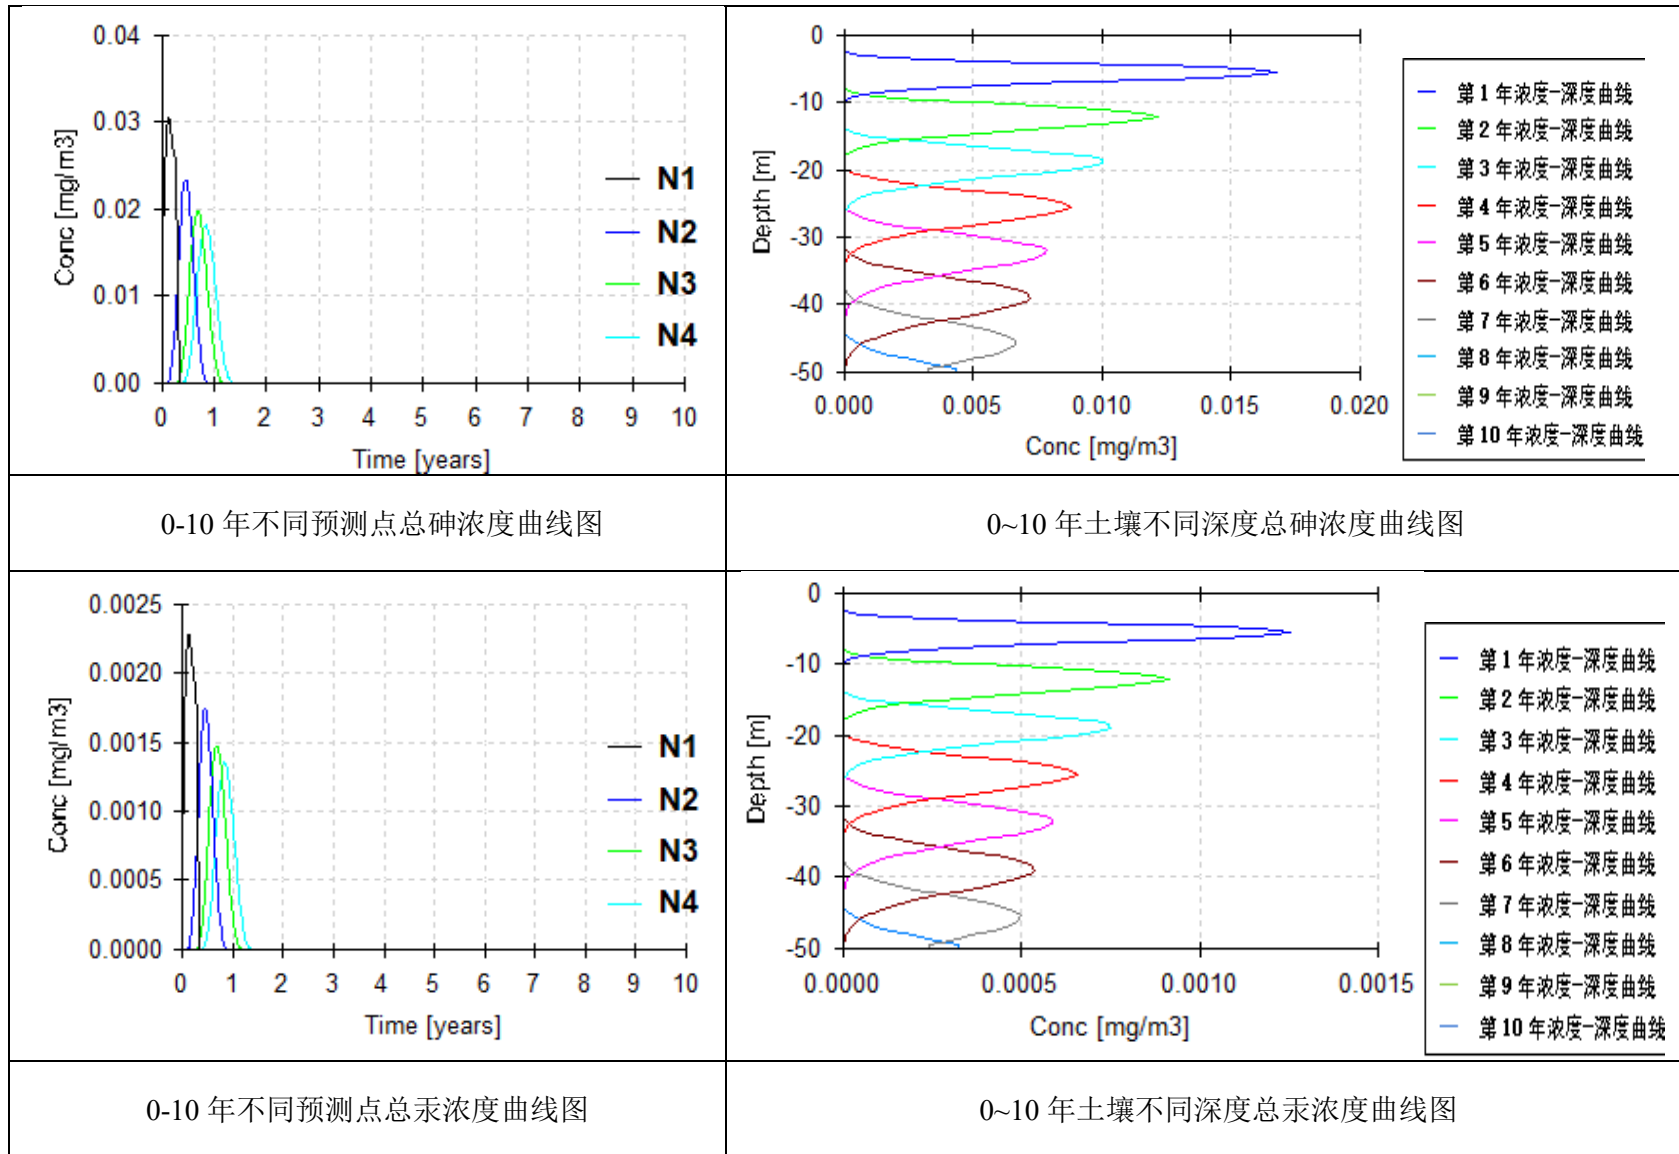 0.04
0.03
0.02
0.01
0.00
Conc [mg/m3]
0 1 2 3 4 5 6 7 8 9 10
Time [years]
N1
N2
N3
N4
0
-10
-20
-30
-40
-50
Depth [m]
0.000 0.005 0.010 0.015 0.020
Conc [mg/m3]
第1年浓度-深度曲线
第2年浓度-深度曲线
第3年浓度-深度曲线
第4年浓度-深度曲线
第5年浓度-深度曲线
第6年浓度-深度曲线
第7年浓度-深度曲线
第8年浓度-深度曲线
第9年浓度-深度曲线
第10年浓度-深度曲线
0-10 年不同预测点总砷浓度曲线图
0~10 年土壤不同深度总砷浓度曲线图
0.0025
0.0020
0.0015
0.0010
0.0005
0.0000
Conc [mg/m3]
0 1 2 3 4 5 6 7 8 9 10
Time [years]
N1
N2
N3
N4
0
-10
-20
-30
-40
-50
Depth [m]
0.0000 0.0005 0.0010 0.0015
Conc [mg/m3]
第1年浓度-深度曲线
第2年浓度-深度曲线
第3年浓度-深度曲线
第4年浓度-深度曲线
第5年浓度-深度曲线
第6年浓度-深度曲线
第7年浓度-深度曲线
第8年浓度-深度曲线
第9年浓度-深度曲线
第10年浓度-深度曲线
0-10 年不同预测点总汞浓度曲线图
0~10 年土壤不同深度总汞浓度曲线图